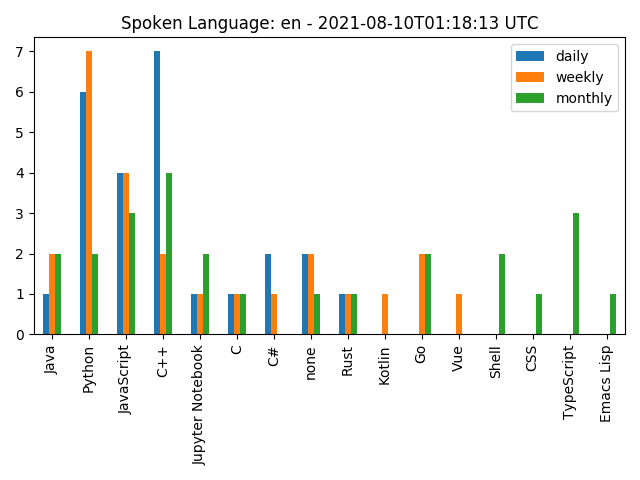 Spoken Language: en - 2021-08-10T01:18:13 UTC
daily
weekly
monthly
7
6
5
4
3
2
1
0
Java
Python
JavaScript
C++
Jupyter Notebook
C
C#
none
Rust
Kotlin
Go
Vue
Shell
CSS
TypeScript
Emacs Lisp